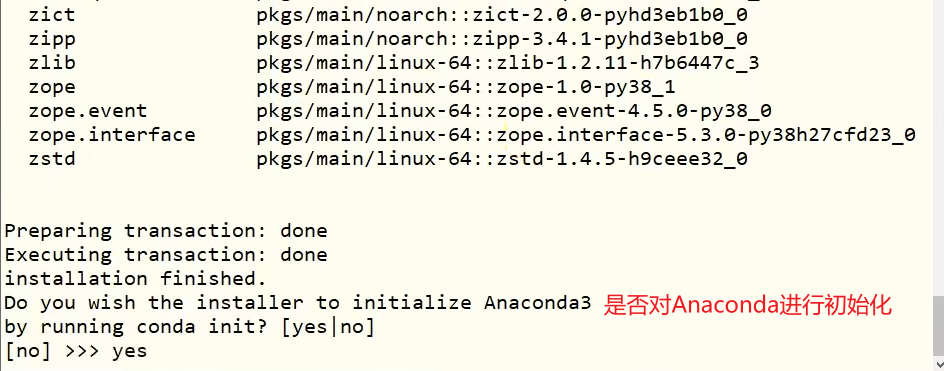 zict pkgs/main/noarch::zict-2.0.0-pyhd3eb1b0_0
zipp pkgs/main/noarch::zipp-3.4.1-pyhd3eb1b0_0
zlib pkgs/main/linux-64::zlib-1.2.11-h7b6447c_3
zope pkgs/main/linux-64::zope-1.0-py38_1
zope.event pkgs/main/linux-64::zope.event-4.5.0-py38_0
zope.interface pkgs/main/linux-64::zope.interface-5.3.0-py38h27cfd23_0
zstd pkgs/main/linux-64::zstd-1.4.5-h9ceee32_0
Preparing transaction: done
Executing transaction: done
installation finished.
Do you wish the installer to initialize Anaconda3 是否对Anaconda进行初始化
by running conda init? [yes|no]
[no] >>> yes